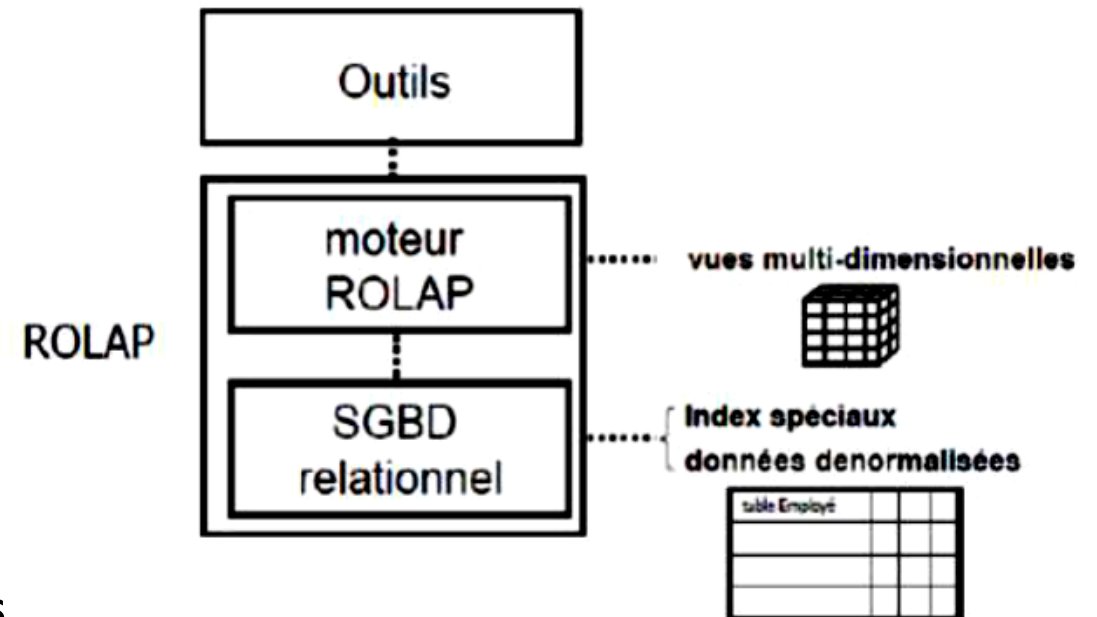 Outils
moteur
ROLAP
vues multi-dimensionnelles
ROLAP
SGBD
relationnel
Index spéciaux
données denormalisées
table Employé
s